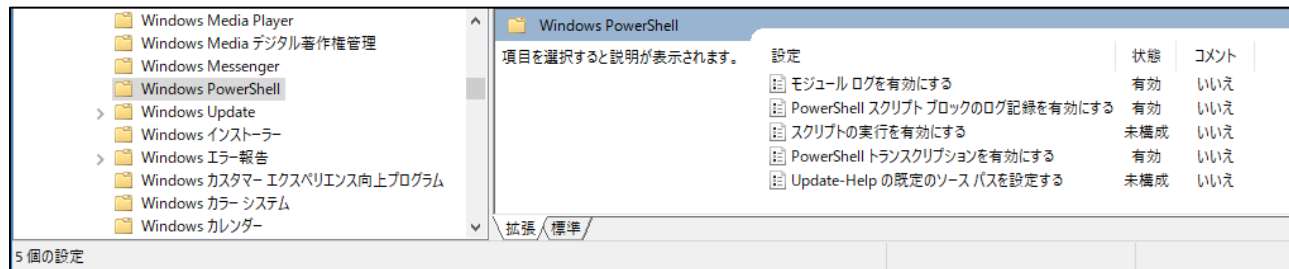 Windows Media Player
Windows Media デジタル著作権管理
Windows Messenger
Windows PowerShell
Windows Update
Windows インストーラー
Windows エラー報告
Windows カスタマー エクスペリエンス向上プログラム
Windows カラー システム
Windows カレンダー
Windows PowerShell
項目を選択すると説明が表示されます。
設定 状態 コメント
モジュール ログを有効にする 有効 いいえ
PowerShell スクリプト ブロックのログ記録を有効にする 有効 いいえ
スクリプトの実行を有効にする 未構成 いいえ
PowerShell トランスクリプションを有効にする 有効 いいえ
Update-Help の既定のソース パスを設定する 未構成 いいえ
拡張 標準
5 個の設定